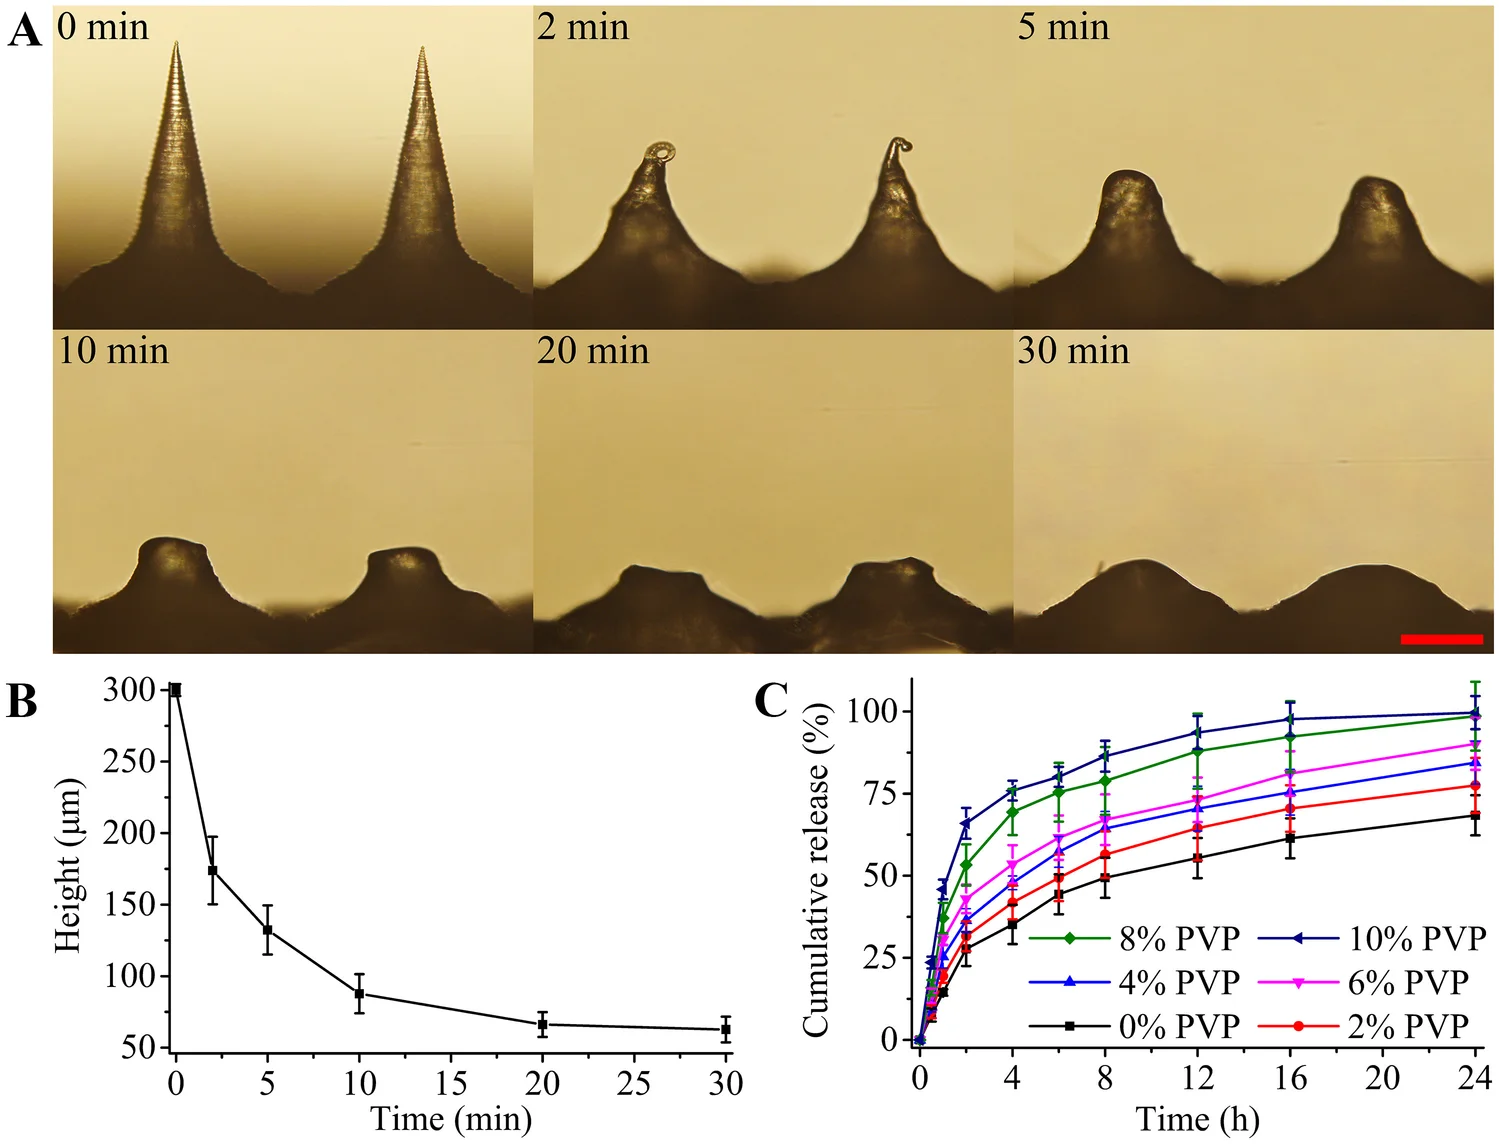 A
0 min
2 min
5 min
10 min
20 min
30 min
B
300
250
200
150
100
50
Height (µm)
0 5 10 15 20 25 30
Time (min)
C
100
75
50
25
0
Cumulative release (%)
8% PVP 10% PVP
4% PVP 6% PVP
0% PVP 2% PVP
0 4 8 12 16 20 24
Time (h)